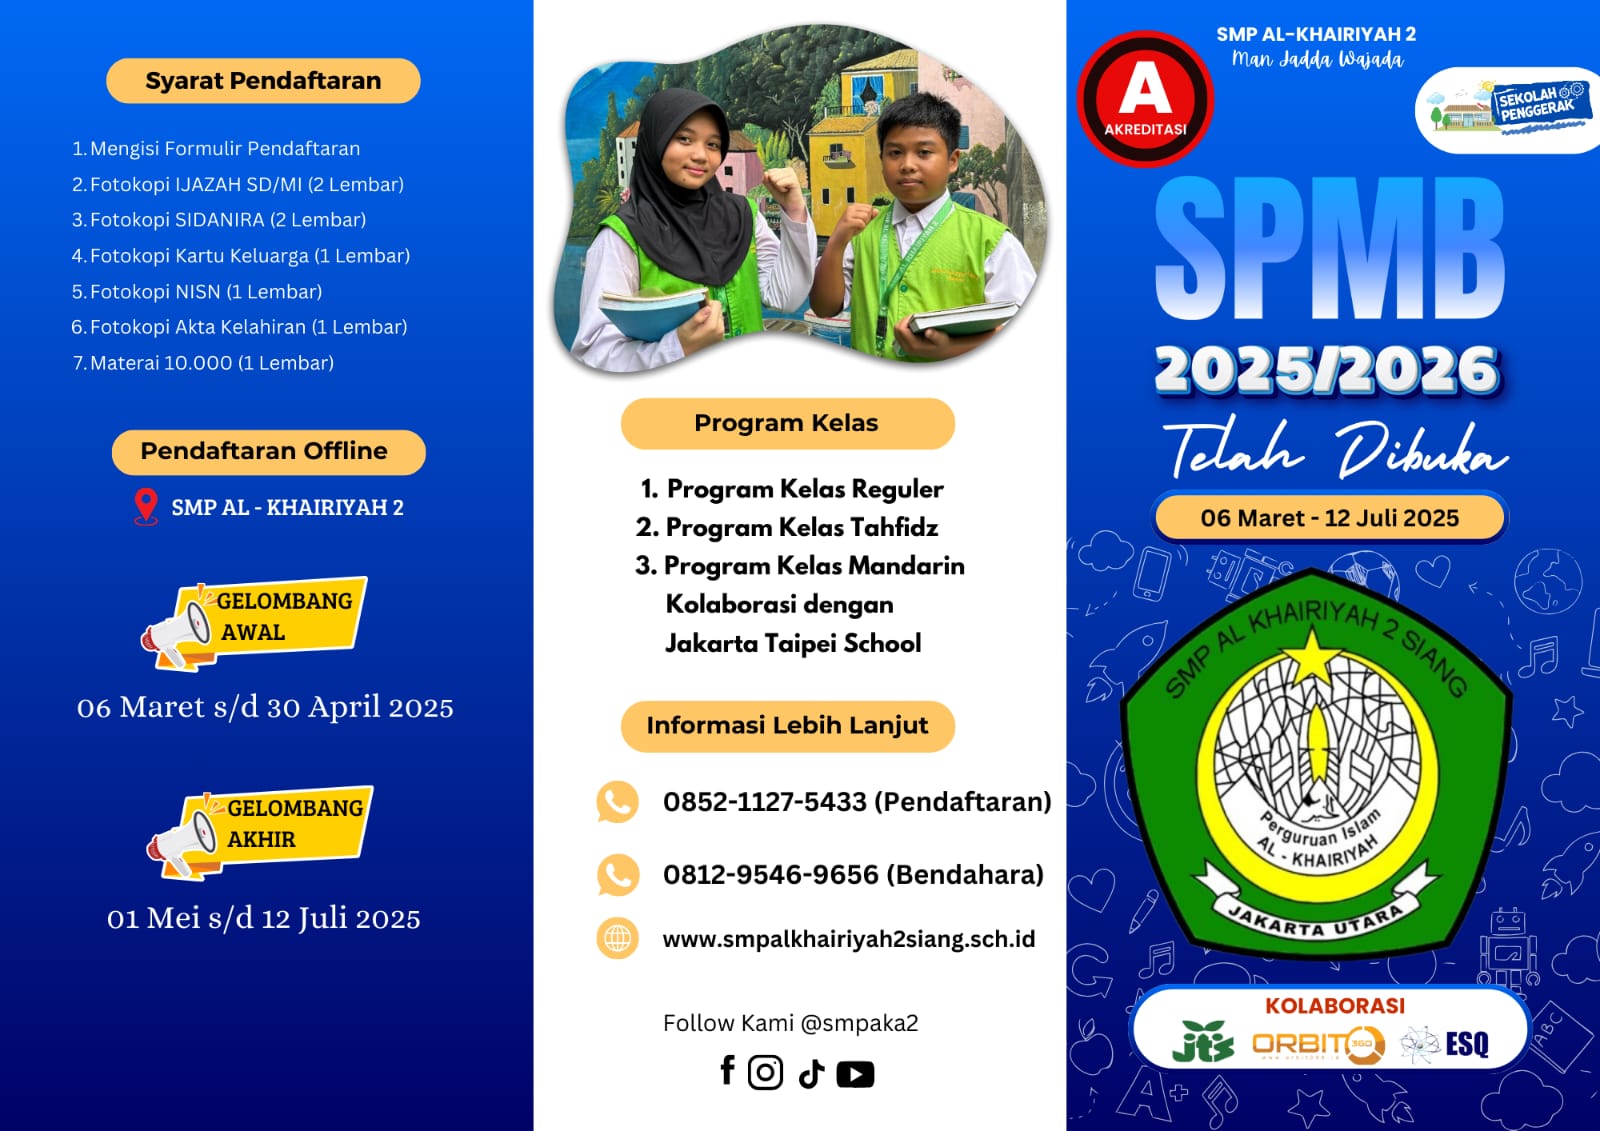 Syarat Pendaftaran
1. Mengisi Formulir Pendaftaran
2. Fotokopi IJAZAH SD/MI (2 Lembar)
3. Fotokopi SIDANIRA (2 Lembar)
4. Fotokopi Kartu Keluarga (1 Lembar)
5. Fotokopi NISN (1 Lembar)
6. Fotokopi Akta Kelahiran (1 Lembar)
7. Materai 10.000 (1 Lembar)
Pendaftaran Offline
SMP AL - KHAIRIYAH 2
GELOMBANG
AWAL
06 Maret s/d 30 April 2025
GELOMBANG
AKHIR
01 Mei s/d 12 Juli 2025
Program Kelas
1. Program Kelas Reguler
2. Program Kelas Tahfidz
3. Program Kelas Mandarin
Kolaborasi dengan
Jakarta Taipei School
Informasi Lebih Lanjut
0852-1127-5433 (Pendaftaran)
0812-9546-9656 (Bendahara)
www.smpalkhairiyah2siang.sch.id
Follow Kami @smpaka2
SMP AL-KHAIRIYAH 2
Man Jadda Wajada
A
AKREDITASI
SEKOLAH
PENGGERAK
SPMB
2025/2026
Telah Dibuka
06 Maret - 12 Juli 2025
SMP AL KHAIRIYAH 2 SIANG
Perguruan Islam
AL - KHAIRIYAH
JAKARTA UTARA
KOLABORASI
jts
ORBIT 360
ESQ
ABC
A+